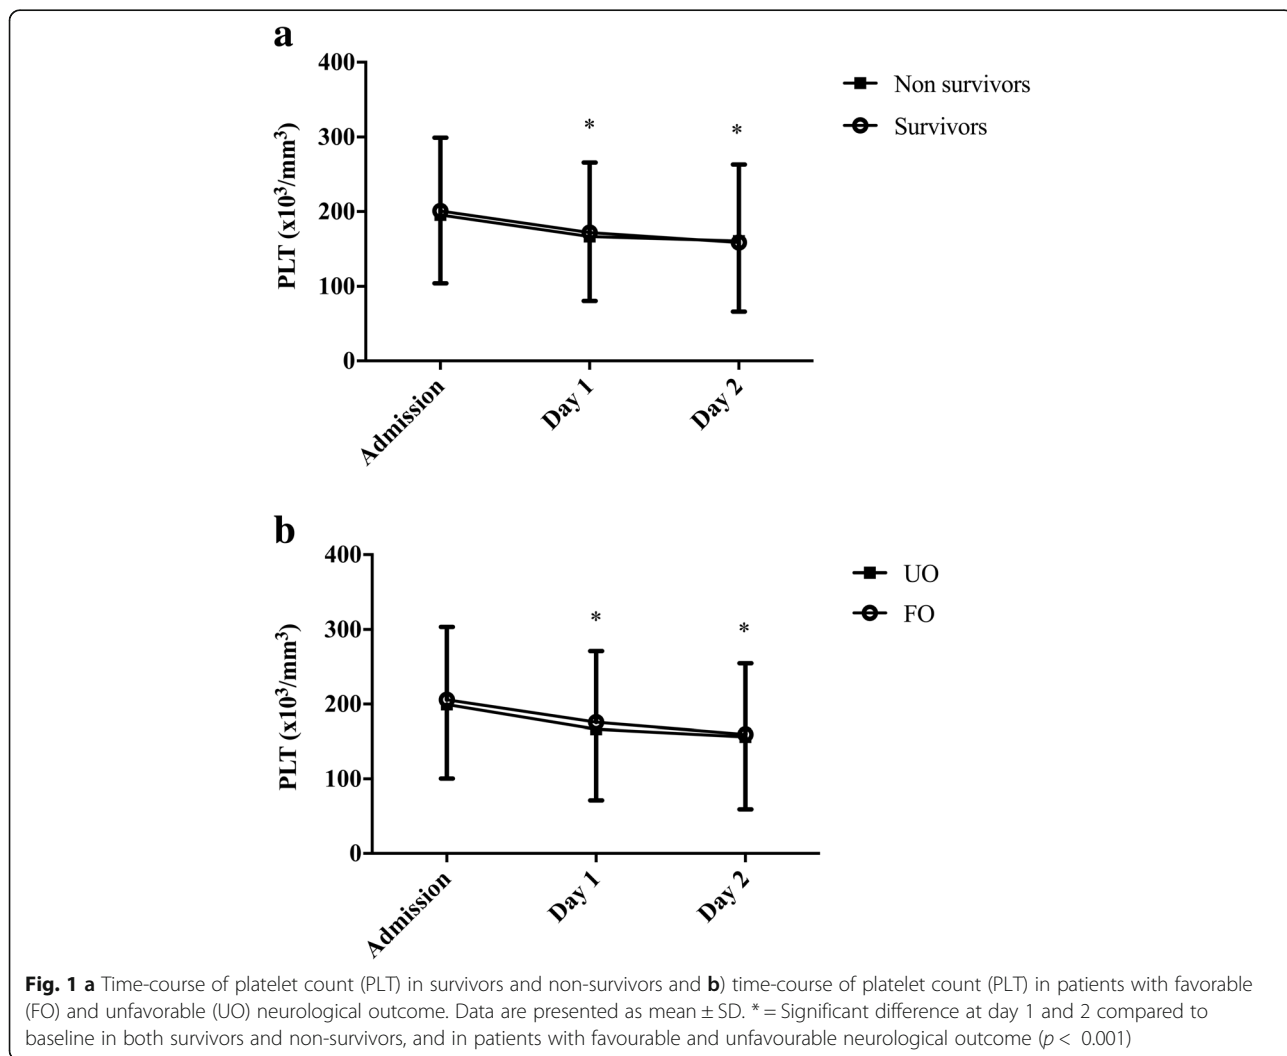 a
400
300
200
100
0
PLT (x10³/mm³)
* *
Admission
Day 1
Day 2
Non survivors
Survivors
b
400
300
200
100
0
PLT (x10³/mm³)
* *
Admission
Day 1
Day 2
UO
FO
Fig. 1 a Time-course of platelet count (PLT) in survivors and non-survivors and b) time-course of platelet count (PLT) in patients with favorable
(FO) and unfavorable (UO) neurological outcome. Data are presented as mean ± SD. * = Significant difference at day 1 and 2 compared to
baseline in both survivors and non-survivors, and in patients with favourable and unfavourable neurological outcome (p < 0.001)